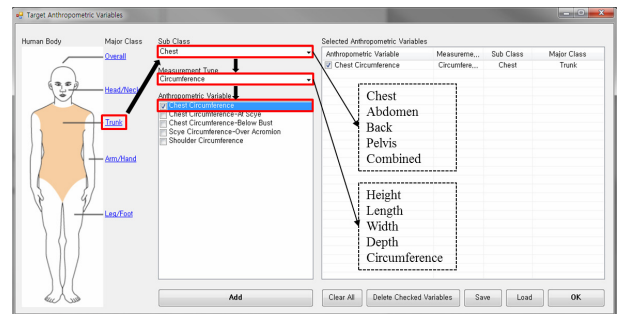 Target Anthropometric Variables
Human Body
Major Class
Sub Class
Selected Anthropometric Variables
Overall
Chest
Anthropometric Variable Measureme... Sub Class Major Class
Chest Circumference Circumfere... Chest Trunk
Measurement Type
Circumference
Head/Neck
Anthropometric Variable
Chest Circumference
Chest Circumference-At Scye
Chest Circumference-Below Bust
Scye Circumference-Over Acromion
Shoulder Circumference
Trunk
Arm/Hand
Leg/Foot
Chest
Abdomen
Back
Pelvis
Combined
Height
Length
Width
Depth
Circumference
Add
Clear All
Delete Checked Variables
Save
Load
OK